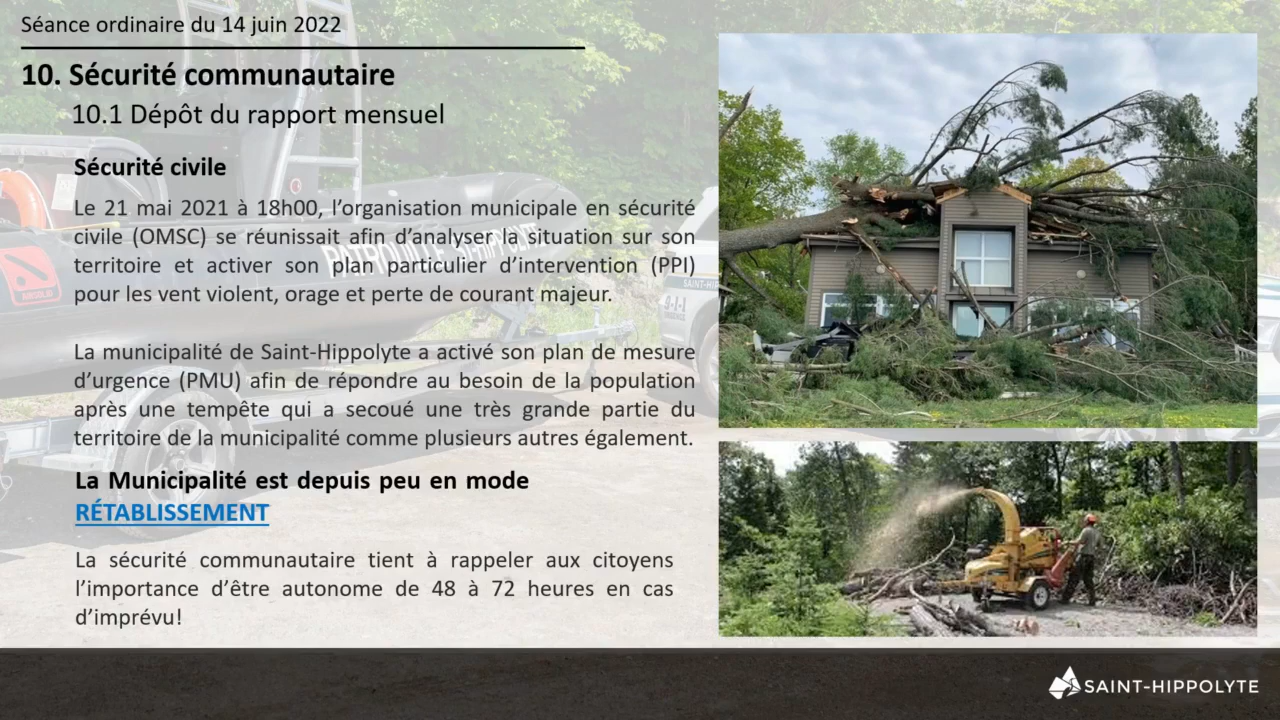 Séance ordinaire du 14 juin 2022
10. Sécurité communautaire
10.1 Dépôt du rapport mensuel
Sécurité civile
Le 21 mai 2021 à 18h00, l’organisation municipale en sécurité
civile (OMSC) se réunissait afin d’analyser la situation sur son
territoire et activer son plan particulier d’intervention (PPI)
pour les vent violent, orage et perte de courant majeur.
La municipalité de Saint-Hippolyte a activé son plan de mesure
d’urgence (PMU) afin de répondre au besoin de la population
après une tempête qui a secoué une très grande partie du
territoire de la municipalité comme plusieurs autres également.
La Municipalité est depuis peu en mode
RÉTABLISSEMENT
La sécurité communautaire tient à rappeler aux citoyens
l’importance d’être autonome de 48 à 72 heures en cas
d’imprévu!
PATROUILLE
9-1-1
SAINT-HIPPOLYTE